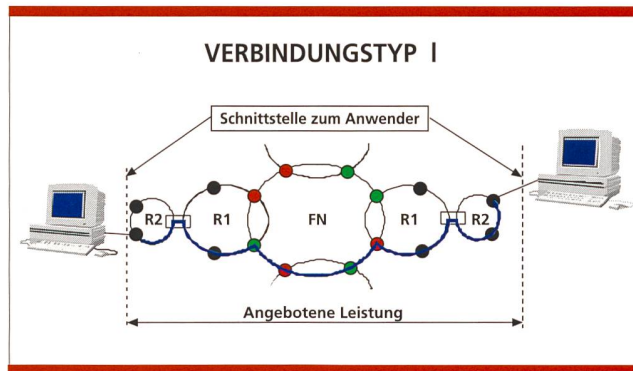 VERBINDUNGSTYP I
Schnittstelle zum Anwender
R2
R1
FN
R1
R2
Angebotene Leistung